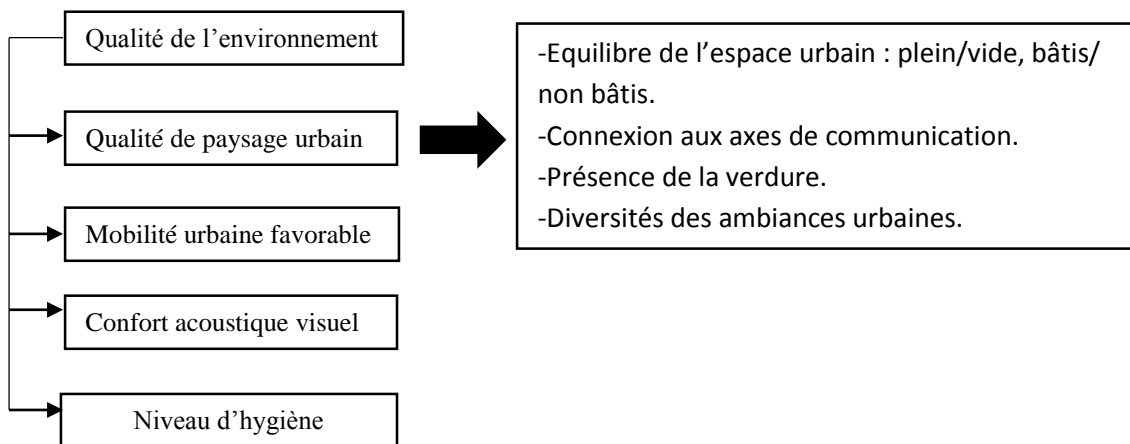 Qualité de l’environnement
Qualité de paysage urbain
Mobilité urbaine favorable
Confort acoustique visuel
Niveau d’hygiène
-Equilibre de l’espace urbain : plein/vide, bâtis/
non bâtis.
-Connexion aux axes de communication.
-Présence de la verdure.
-Diversités des ambiances urbaines.